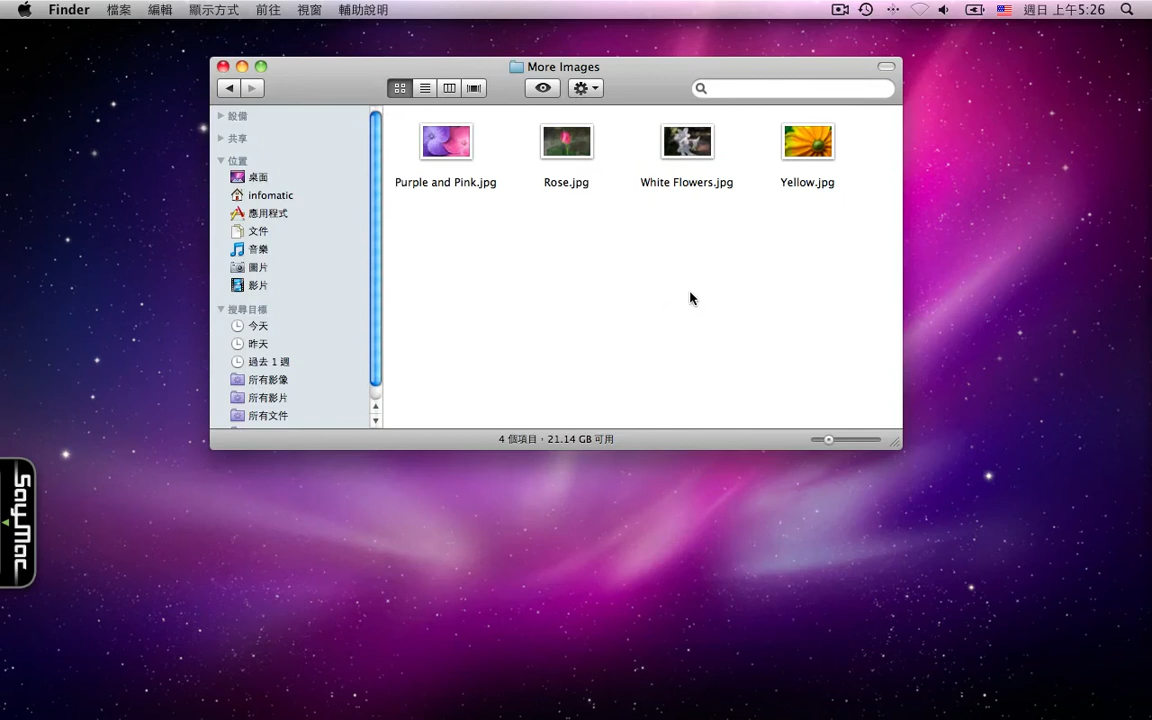 Finder 檔案 編輯 顯示方式 前往 視窗 輔助說明 週日 上午5:26
More Images
設備
共享
位置
桌面
infomatic
應用程式
文件
音樂
圖片
影片
搜尋目標
今天
昨天
過去 1 週
所有影像
所有影片
所有文件
Purple and Pink.jpg Rose.jpg White Flowers.jpg Yellow.jpg
4 個項目，21.14 GB 可用
Say,Mac